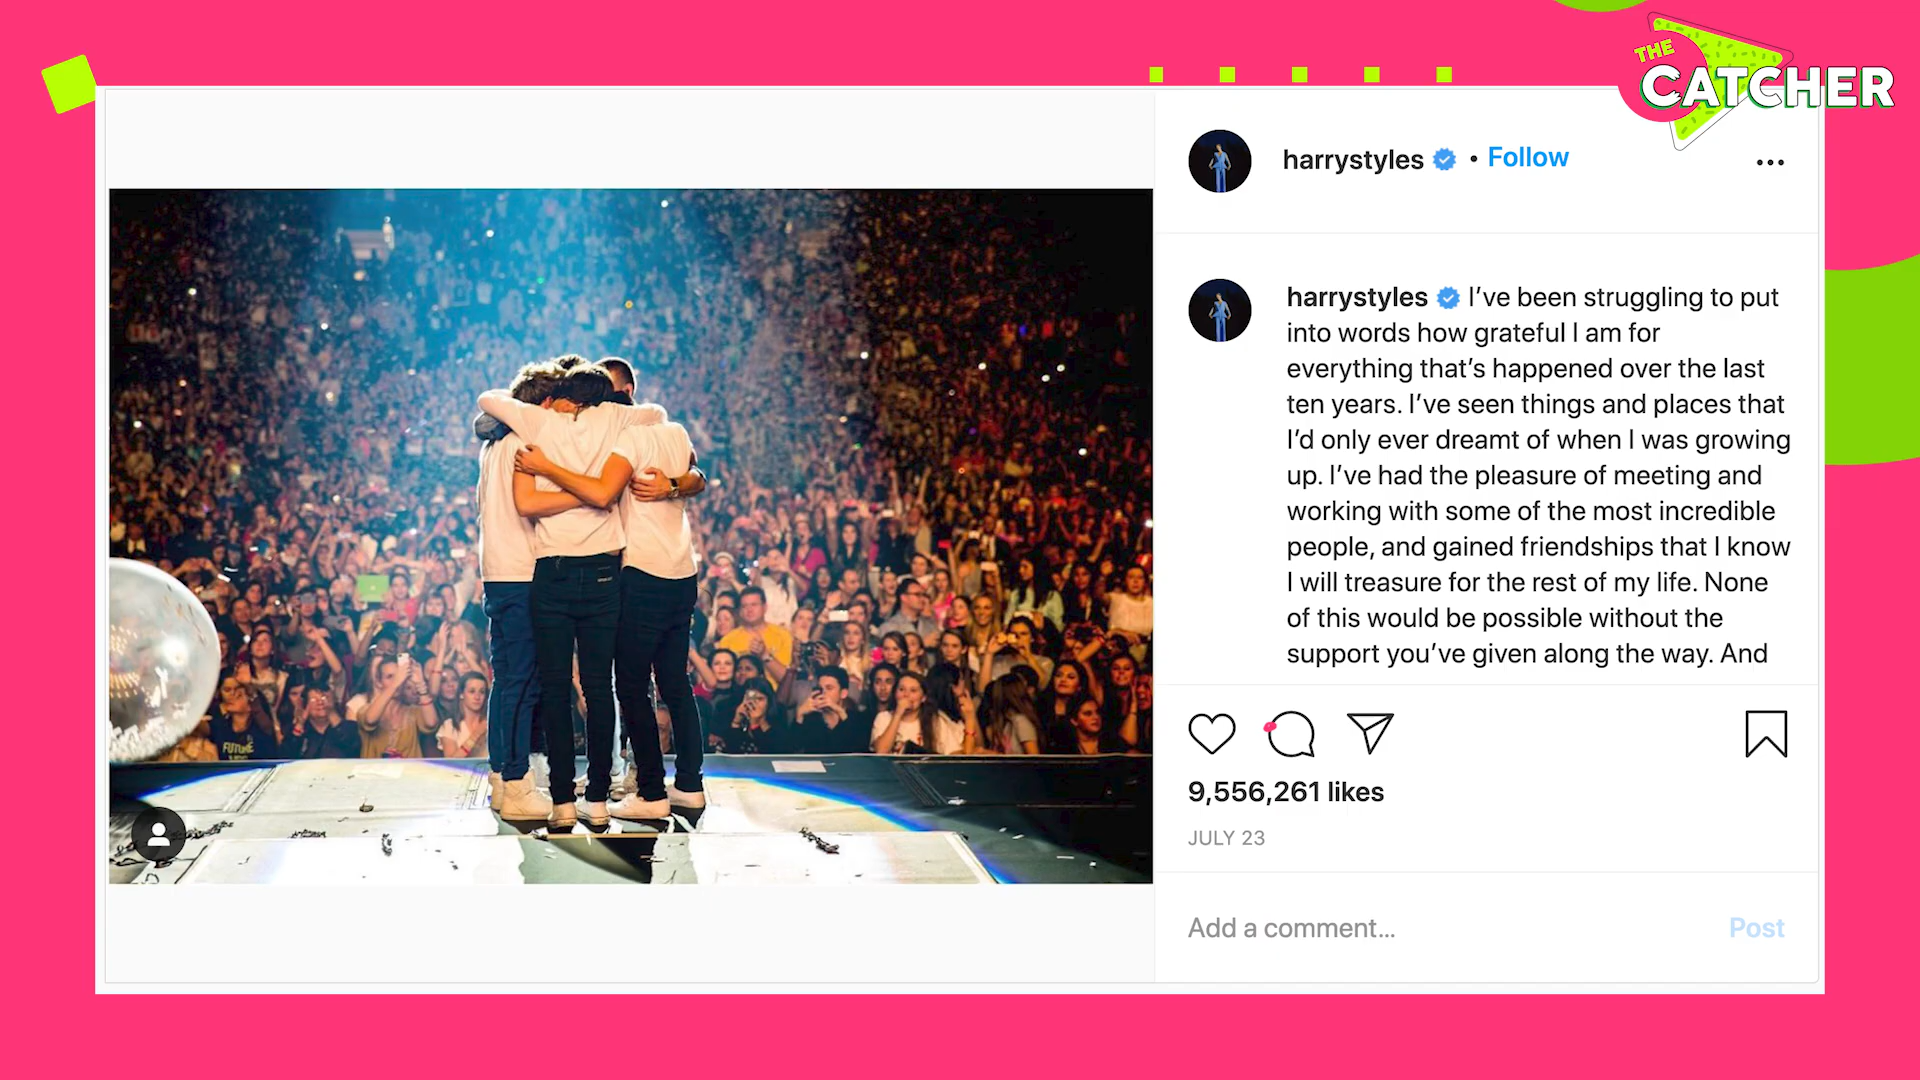 THE
CATCHER
harrystyles • Follow
harrystyles I’ve been struggling to put
into words how grateful I am for
everything that’s happened over the last
ten years. I’ve seen things and places that
I’d only ever dreamt of when I was growing
up. I’ve had the pleasure of meeting and
working with some of the most incredible
people, and gained friendships that I know
I will treasure for the rest of my life. None
of this would be possible without the
support you’ve given along the way. And
9,556,261 likes
JULY 23
Add a comment...
Post
FUTURE